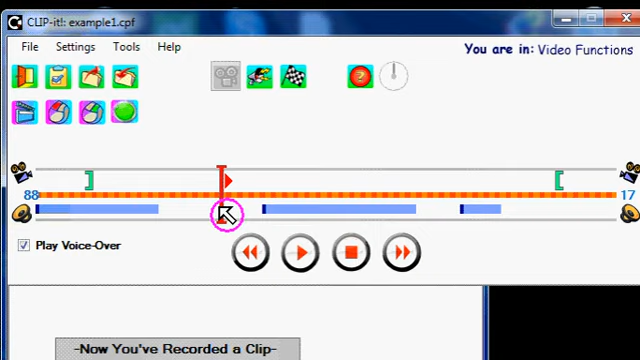 CLIP-it!: example1.cpf
File Settings Tools Help
You are in: Video Functions
?
88 17
Play Voice-Over
-Now You've Recorded a Clip-